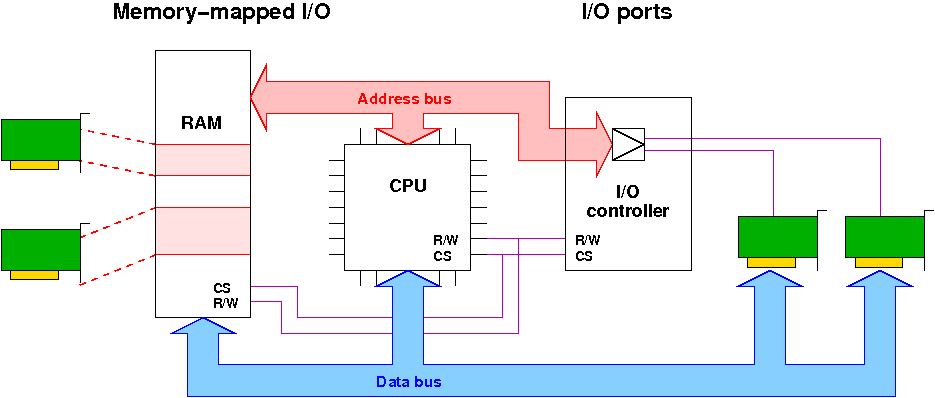 Memory-mapped I/O
I/O ports
Address bus
RAM
CPU
I/O
controller
R/W
CS
R/W
CS
CS
R/W
Data bus